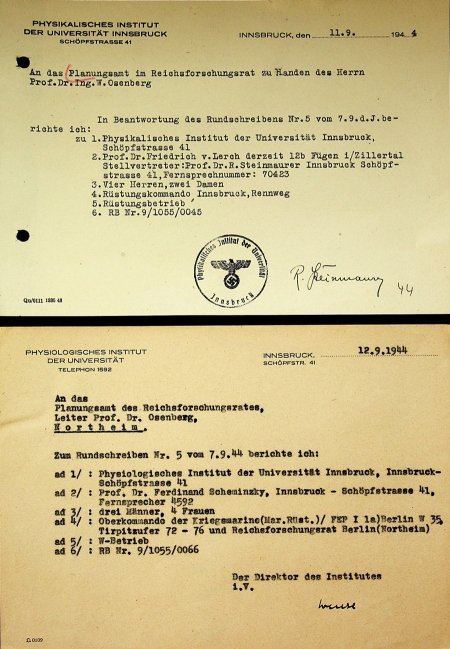 PHYSIKALISCHES INSTITUT
DER UNIVERSITÄT INNSBRUCK
SCHÖPFSTRASSE 41
INNSBRUCK, den 11.9. 1944
An das (Planungsamt im Reichsforschungsrat zu Handen des Herrn
Prof.Dr.Ing.W.Osenberg
In Beantwortung des Rundschreibens Nr.5 vom 7.9.d.J.be-
richte ich:
zu 1.Physikalisches Institut der Universität Innsbruck,
Schöpfstrasse 41
2.Prof.Dr.Friedrich v.Lerch derzeit 12b Fügen i/Zillertal
Stellvertreter:Prof.Dr.R.Steinmaurer Innsbruck Schöpf-
strasse 41,Fernsprechnummer: 70423
3.Vier Herren,zwei Damen
4.Rüstungskommando Innsbruck,Rennweg
5.Rüstungsbetrieb
6. RB Nr.9/1055/0045
Physikalisches Institut der Universität
Innsbruck
R. Steinmaurer
44
PHYSIOLOGISCHES INSTITUT
DER UNIVERSITÄT
TELEPHON 1592
INNSBRUCK, 12.9.1944
SCHÖPFSTR. 41
An das
Planungsamt des Reichsforschungsrates,
Leiter Prof. Dr. Osenberg,
Northeim.
Zum Rundschreiben Nr. 5 vom 7.9.44 berichte ich:
ad 1/ : Physiologisches Institut der Universität Innsbruck, Innsbruck-
Schöpfstrasse 41
ad 2/ : Prof. Dr. Ferdinand Scheminzky, Innsbruck - Schöpfstrasse 41,
Fernsprecher 4592
ad 3/ : drei Männer, 4 Frauen
ad 4/ : Oberkommando der Kriegsmarine(Mar.Rüst.)/ FEP I 1a)Berlin W 35,
Tirpitzufer 72 - 76 und Reichsforschungsrat Berlin(Northeim)
ad 5/ : W-Betrieb
ad 6/ : RB Nr. 9/1055/0066
Der Director des Institutes
i.V.